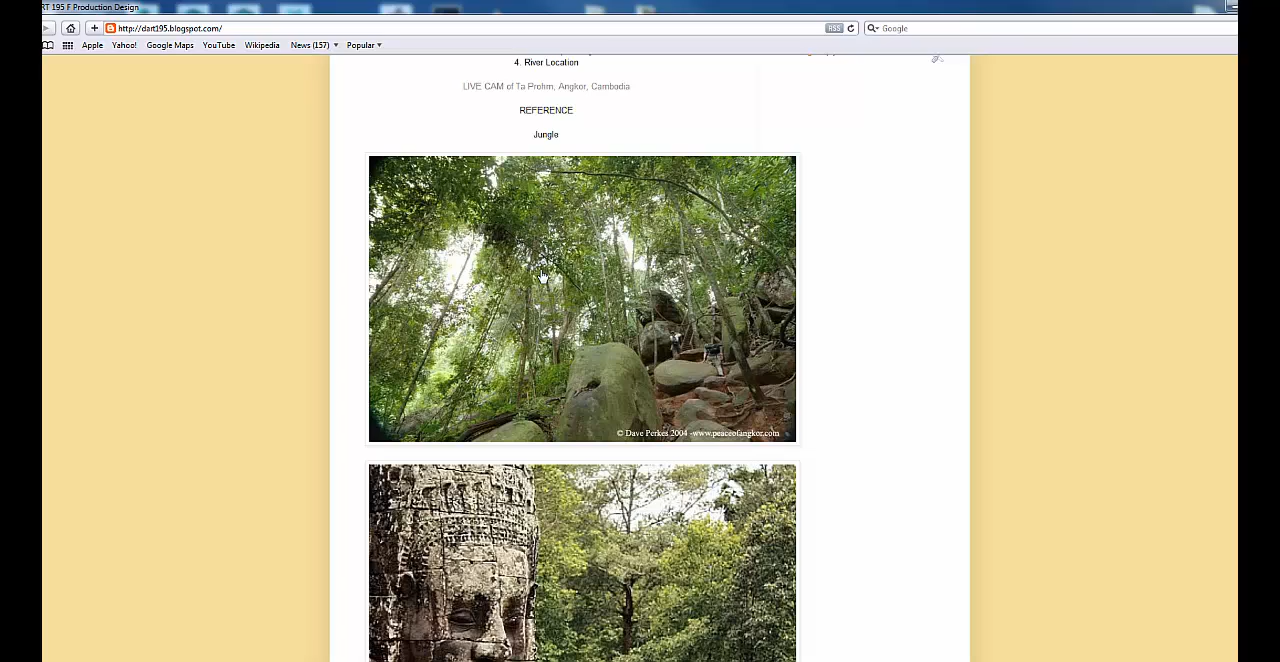 RT 195 F Production Design
http://dart195.blogspot.com/
RSS
Google
Apple
Yahoo!
Google Maps
YouTube
Wikipedia
News (157)
Popular
4. River Location
LIVE CAM of Ta Prohm, Angkor, Cambodia
REFERENCE
Jungle
© Dave Perkes 2004 -www.peaceofangkor.com